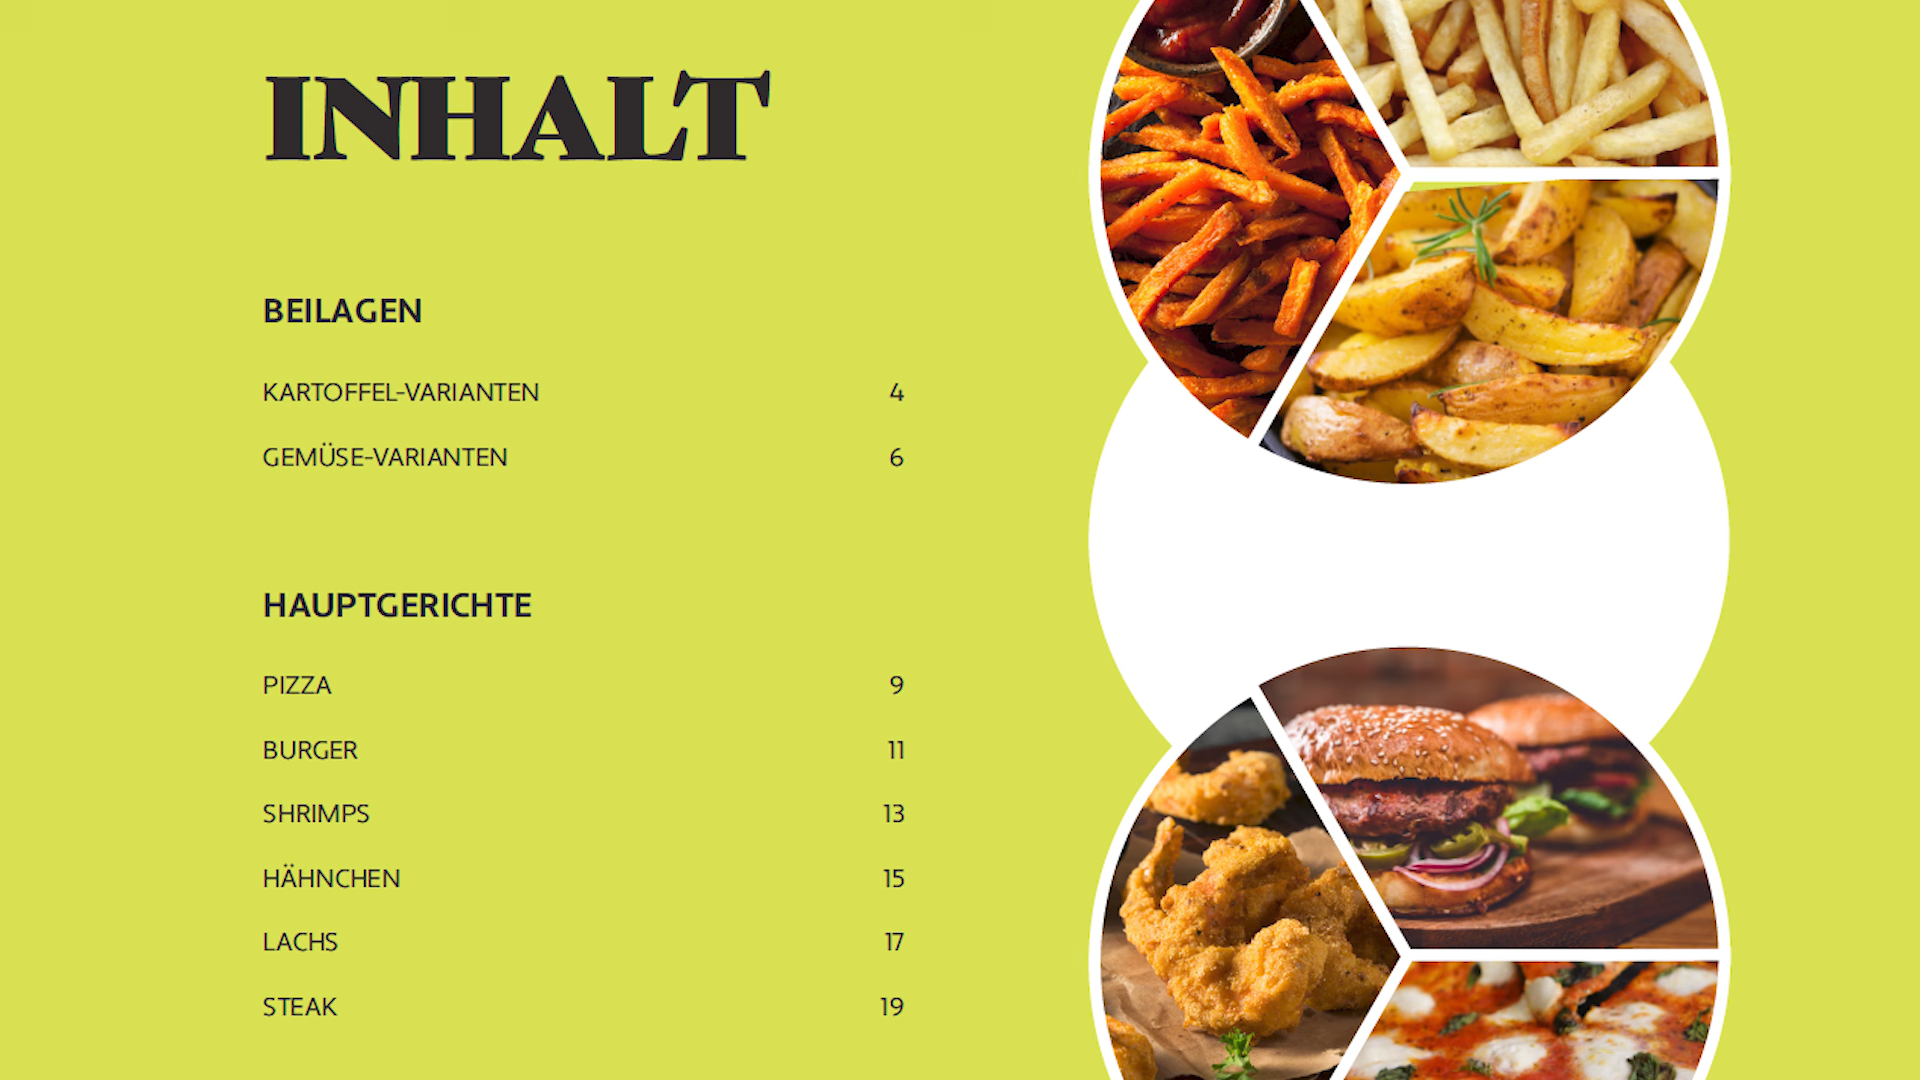 INHALT
BEILAGEN
KARTOFFEL-VARIANTEN 4
GEMÜSE-VARIANTEN 6
HAUPTGERICHTE
PIZZA 9
BURGER 11
SHRIMPS 13
HÄHNCHEN 15
LACHS 17
STEAK 19